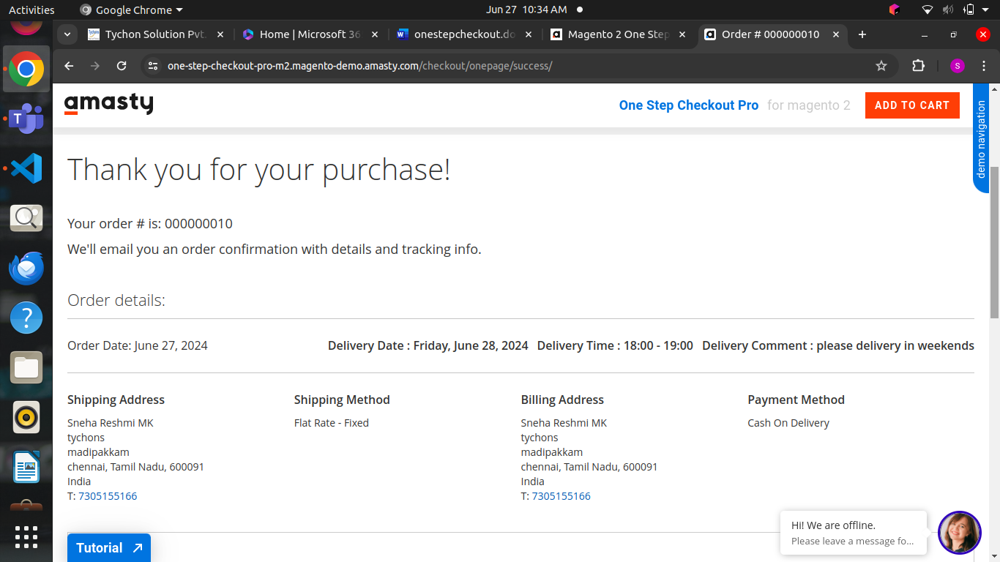 Activities
Google Chrome
Jun 27 10:34 AM
Tychon Solution Pvt.
Home | Microsoft 36
onestepcheckout.do
Magento 2 One Step
Order # 000000010
one-step-checkout-pro-m2.magento-demo.amasty.com/checkout/onepage/success/
S
amasty
One Step Checkout Pro for magento 2
ADD TO CART
demo navigation
Thank you for your purchase!
Your order # is: 000000010
We'll email you an order confirmation with details and tracking info.
Order details:
Order Date: June 27, 2024
Delivery Date : Friday, June 28, 2024 Delivery Time : 18:00 - 19:00 Delivery Comment : please delivery in weekends
Shipping Address
Sneha Reshmi MK
tychons
madipakkam
chennai, Tamil Nadu, 600091
India
T: 7305155166
Shipping Method
Flat Rate - Fixed
Billing Address
Sneha Reshmi MK
tychons
madipakkam
chennai, Tamil Nadu, 600091
India
T: 7305155166
Payment Method
Cash On Delivery
Tutorial
Hi! We are offline.
Please leave a message fo...